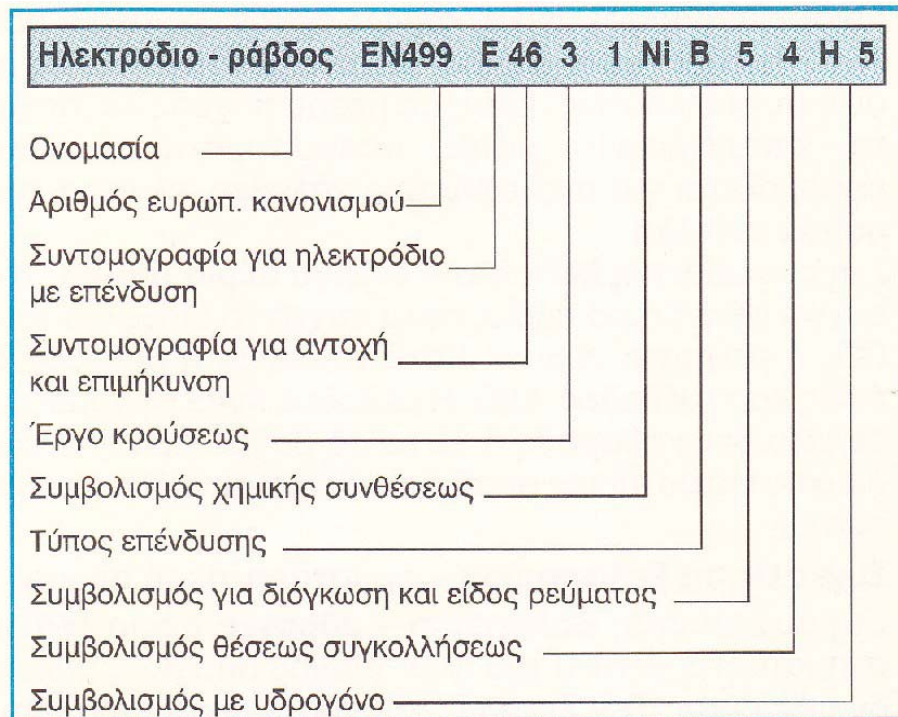 Ηλεκτρόδιο - ράβδος EN499 E 46 3 1 Ni B 5 4 H 5
Ονομασία
Αριθμός ευρωπ. κανονισμού
Συντομογραφία για ηλεκτρόδιο
με επένδυση
Συντομογραφία για αντοχή
και επιμήκυνση
Έργο κρούσεως
Συμβολισμός χημικής συνθέσεως
Τύπος επένδυσης
Συμβολισμός για διόγκωση και είδος ρεύματος
Συμβολισμός θέσεως συγκολλήσεως
Συμβολισμός με υδρογόνο